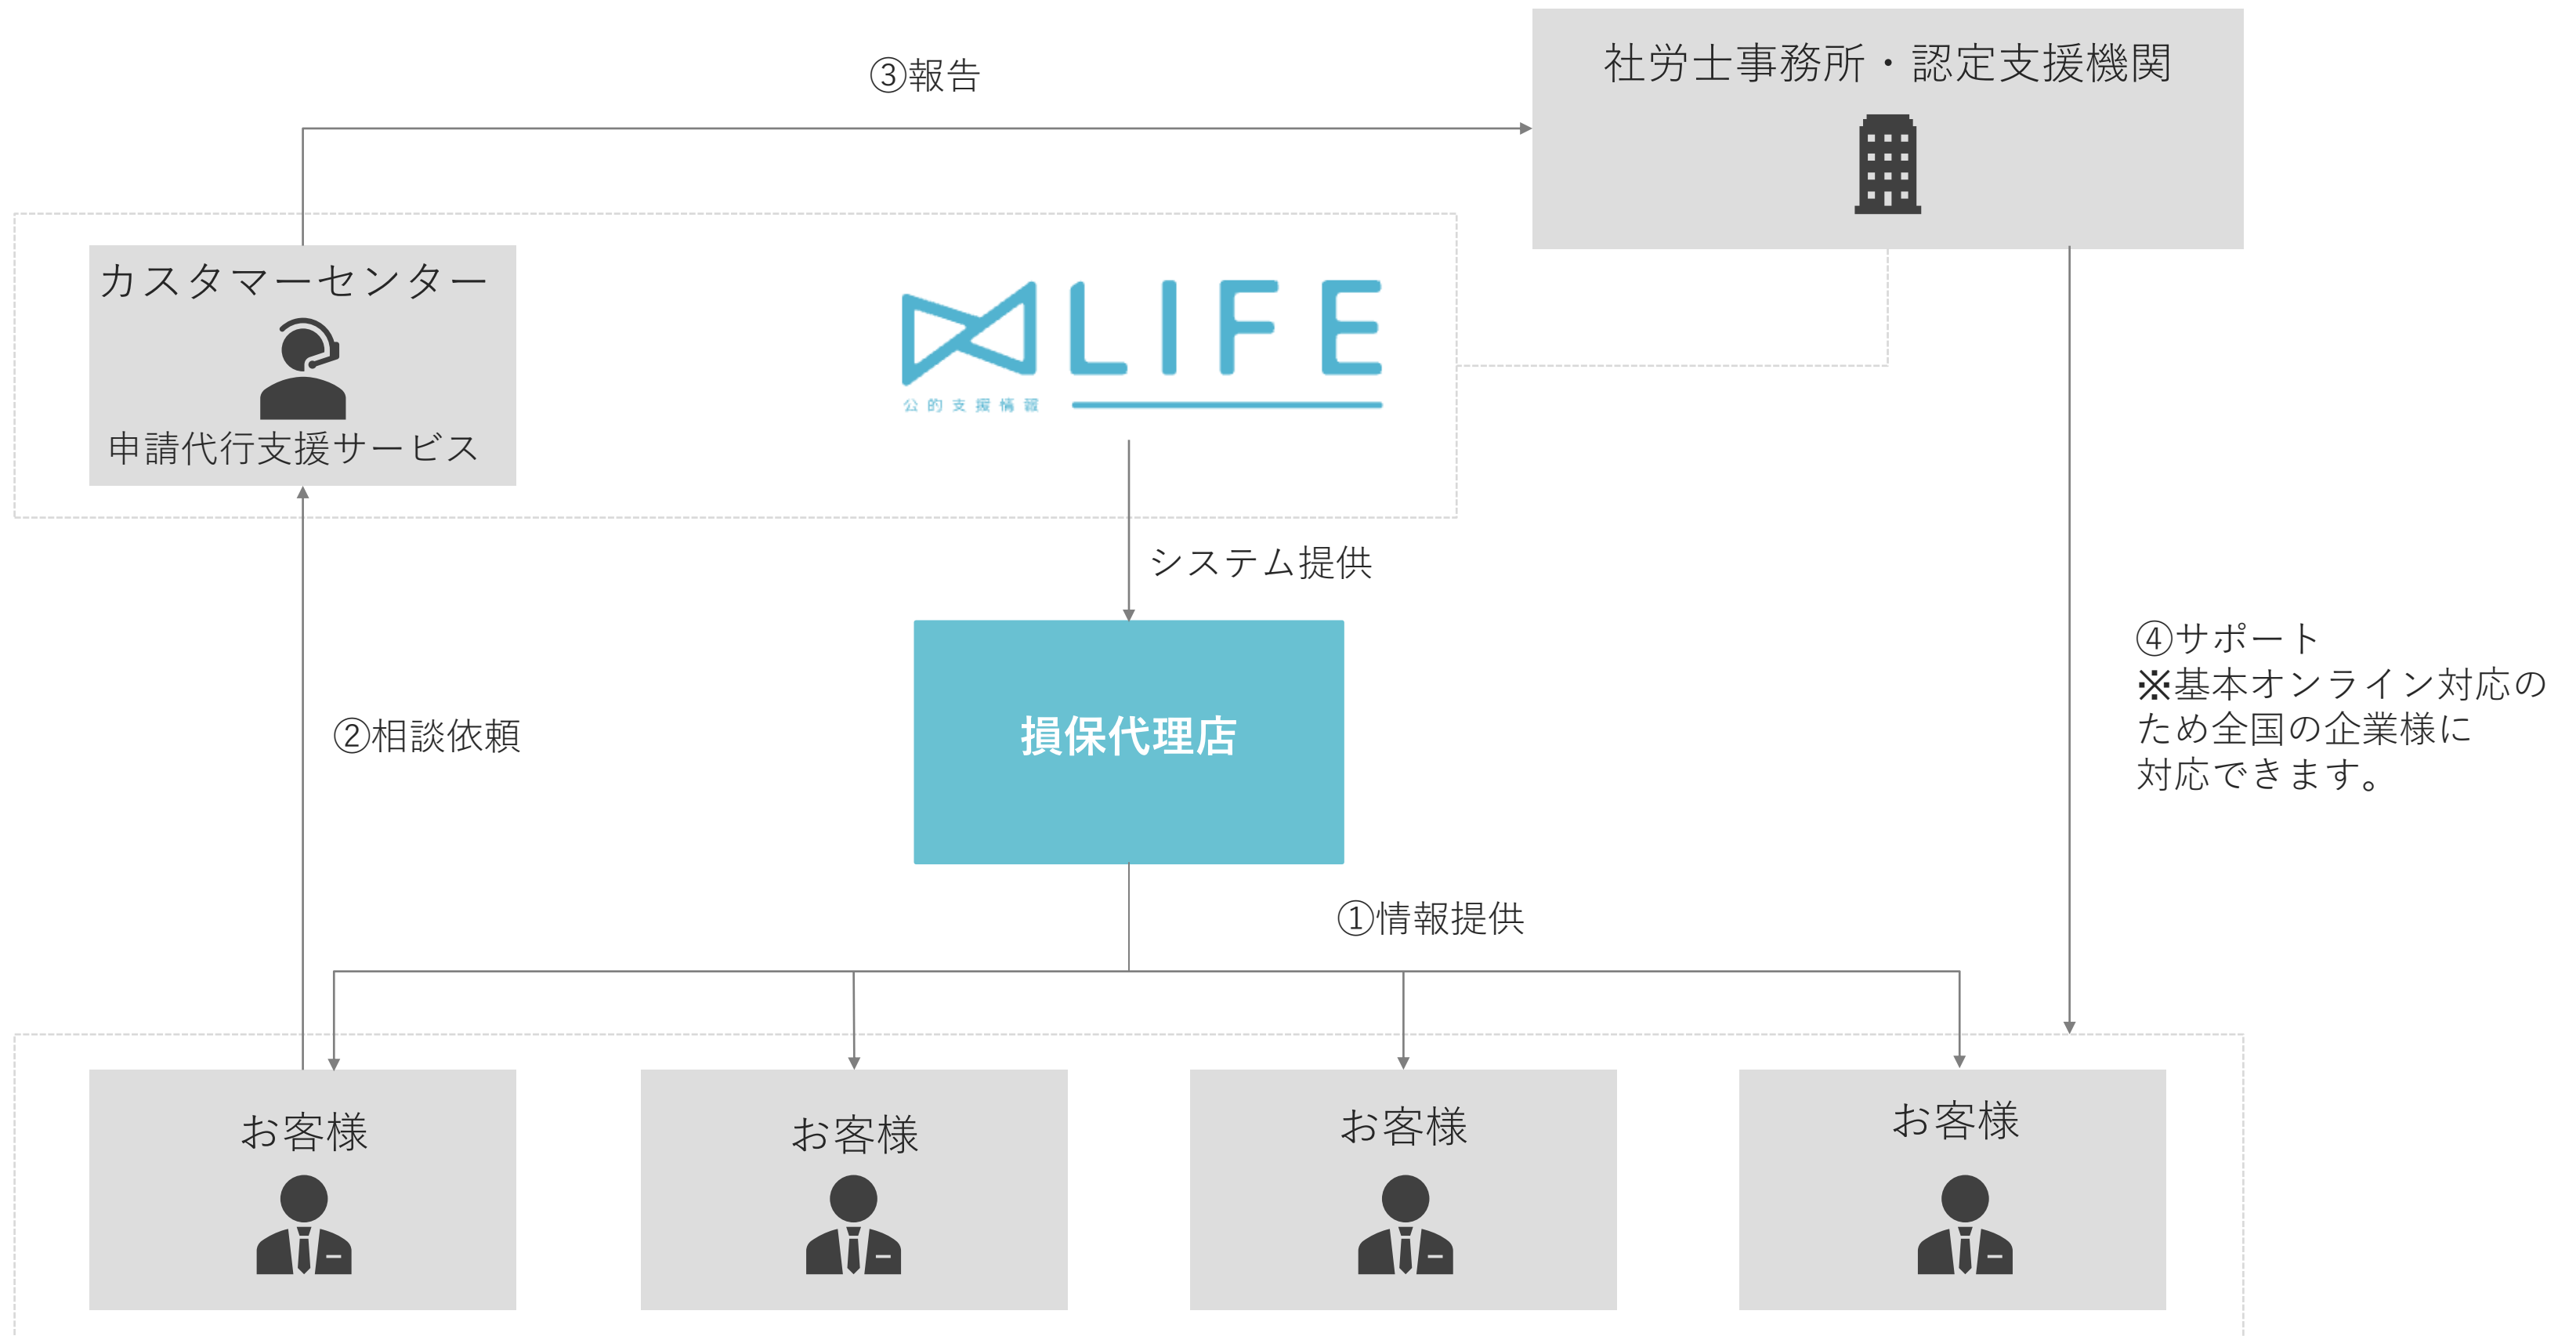 ③報告
社労士事務所・認定支援機関
カスタマーセンター
申請代行支援サービス
LIFE
公的支援情報
システム提供
②相談依頼
損保代理店
④サポート
※基本オンライン対応の
ため全国の企業様に
対応できます。
①情報提供
お客様
お客様
お客様
お客様